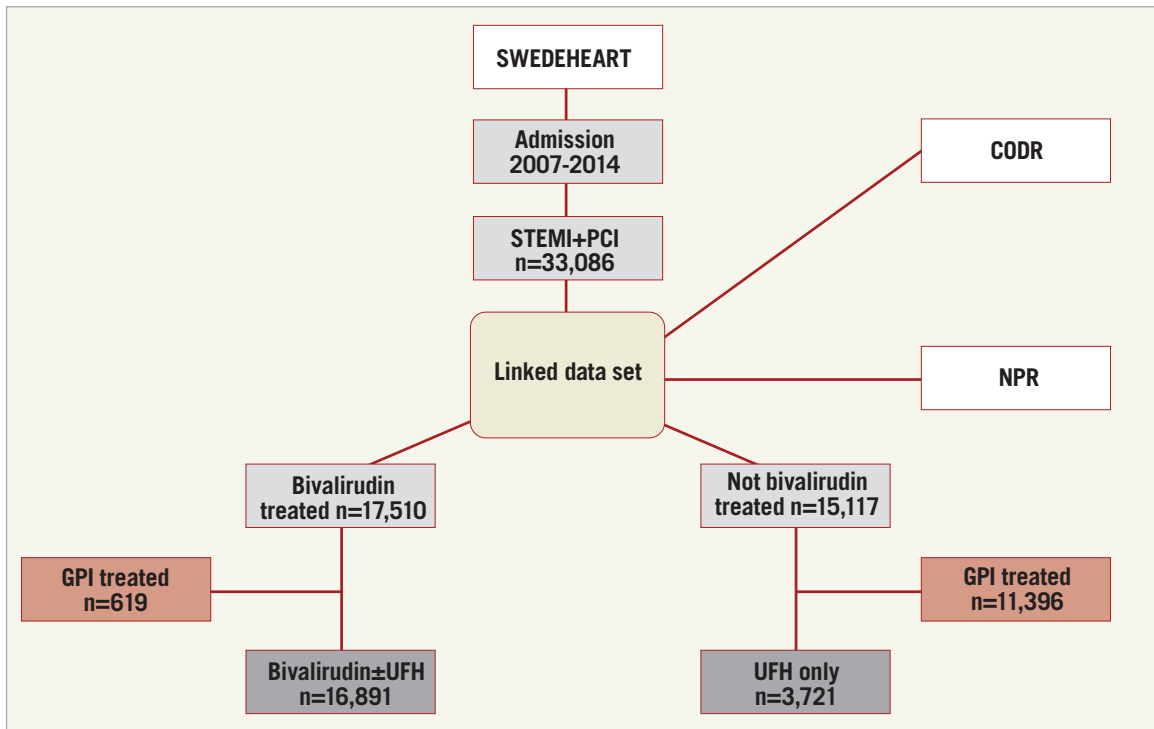 SWEDEHEART
Admission
2007-2014
CODR
STEMI+PCI
n=33,086
Linked data set
NPR
Bivalirudin
treated n=17,510
Not bivalirudin
treated n=15,117
GPI treated
n=619
GPI treated
n=11,396
Bivalirudin±UFH
n=16,891
UFH only
n=3,721